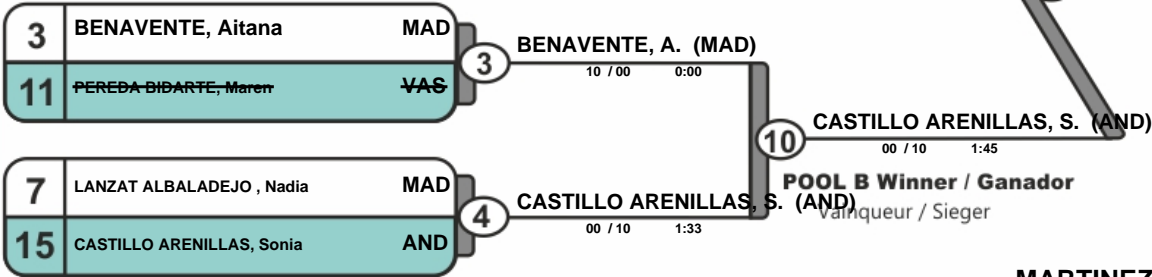 3 BENAVENTE, Aitana MAD
11 PEREDA BIDARTE, Maren VAS
3
BENAVENTE, A. (MAD)
10 / 00 0:00
7 LANZAT ALBALADEJO , Nadia MAD
15 CASTILLO ARENILLAS, Sonia AND
4
CASTILLO ARENILLAS, S. (AND)
00 / 10 1:33
10
CASTILLO ARENILLAS, S. (AND)
00 / 10 1:45
POOL B Winner / Ganador
Vainqueur / Sieger
MARTINEZ